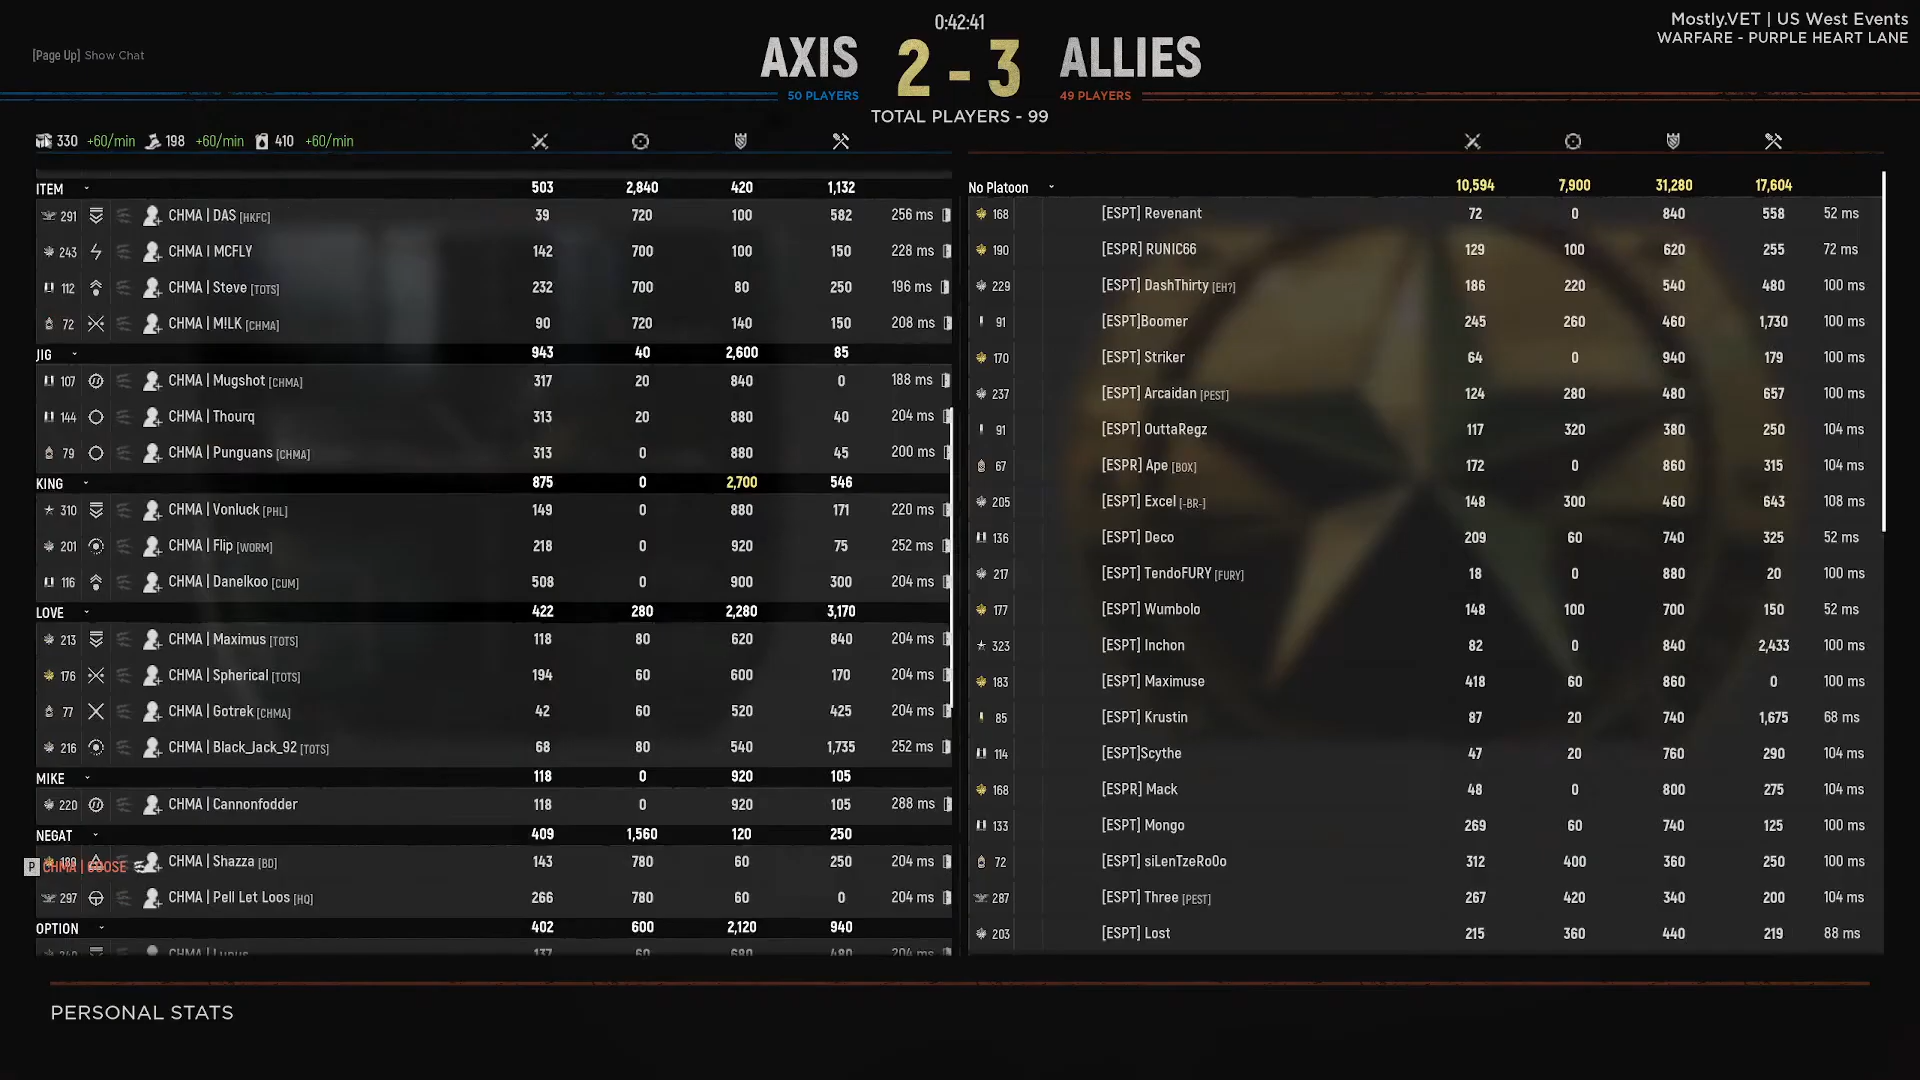 [Page Up] Show Chat
0:42:41
AXIS 2 - 3 ALLIES
50 PLAYERS
49 PLAYERS
TOTAL PLAYERS - 99
Mostly.VET | US West Events
WARFARE - PURPLE HEART LANE
330 +60/min 198 +60/min 410 +60/min
ITEM 503 2,840 420 1,132
291 CHMA | DAS [HKFC] 39 720 100 582 256 ms
243 CHMA | MCFLY 142 700 100 150 228 ms
112 CHMA | Steve [TOTS] 232 700 80 250 196 ms
72 CHMA | M!LK [CHMA] 90 720 140 150 208 ms
JIG 943 40 2,600 85
107 CHMA | Mugshot [CHMA] 317 20 840 0 188 ms
144 CHMA | Thourq 313 20 880 40 204 ms
79 CHMA | Punguans [CHMA] 313 0 880 45 200 ms
KING 875 0 2,700 546
310 CHMA | Vonluck [PHL] 149 0 880 171 220 ms
201 CHMA | Flip [WORM] 218 0 920 75 252 ms
116 CHMA | Danelkoo [CUM] 508 0 900 300 204 ms
LOVE 422 280 2,280 3,170
213 CHMA | Maximus [TOTS] 118 80 620 840 204 ms
176 CHMA | Spherical [TOTS] 194 60 600 170 204 ms
77 CHMA | Gotrek [CHMA] 42 60 520 425 204 ms
216 CHMA | Black_Jack_92 [TOTS] 68 80 540 1,735 252 ms
MIKE 118 0 920 105
220 CHMA | Cannonfodder 118 0 920 105 288 ms
NEGAT 409 1,560 120 250
CHMA | Shazza [BD] 143 780 60 250 204 ms
P CHMA | GOOSE
297 CHMA | Pell Let Loos [HQ] 266 780 60 0 204 ms
OPTION 402 600 2,120 940
No Platoon 10,594 7,900 31,280 17,604
168 [ESPT] Revenant 72 0 840 558 52 ms
190 [ESPR] RUNIC66 129 100 620 255 72 ms
229 [ESPT] DashThirty [EH?] 186 220 540 480 100 ms
91 [ESPT]Boomer 245 260 460 1,730 100 ms
170 [ESPT] Striker 64 0 940 179 100 ms
237 [ESPT] Arcaidan [PEST] 124 280 480 657 100 ms
91 [ESPT] OuttaRegz 117 320 380 250 104 ms
67 [ESPR] Ape [BOX] 172 0 860 315 104 ms
205 [ESPT] Excel [-BR-] 148 300 460 643 108 ms
136 [ESPT] Deco 209 60 740 325 52 ms
217 [ESPT] TendoFURY [FURY] 18 0 880 20 100 ms
177 [ESPT] Wumbolo 148 100 700 150 52 ms
323 [ESPT] Inchon 82 0 840 2,433 100 ms
183 [ESPT] Maximuse 418 60 860 0 100 ms
85 [ESPT] Krustin 87 20 740 1,675 68 ms
114 [ESPT]Scythe 47 20 760 290 104 ms
168 [ESPR] Mack 48 0 800 275 104 ms
133 [ESPT] Mongo 269 60 740 125 100 ms
72 [ESPT] siLenTzeRoOo 312 400 360 250 100 ms
287 [ESPT] Three [PEST] 267 420 340 200 104 ms
203 [ESPT] Lost 215 360 440 219 88 ms
PERSONAL STATS